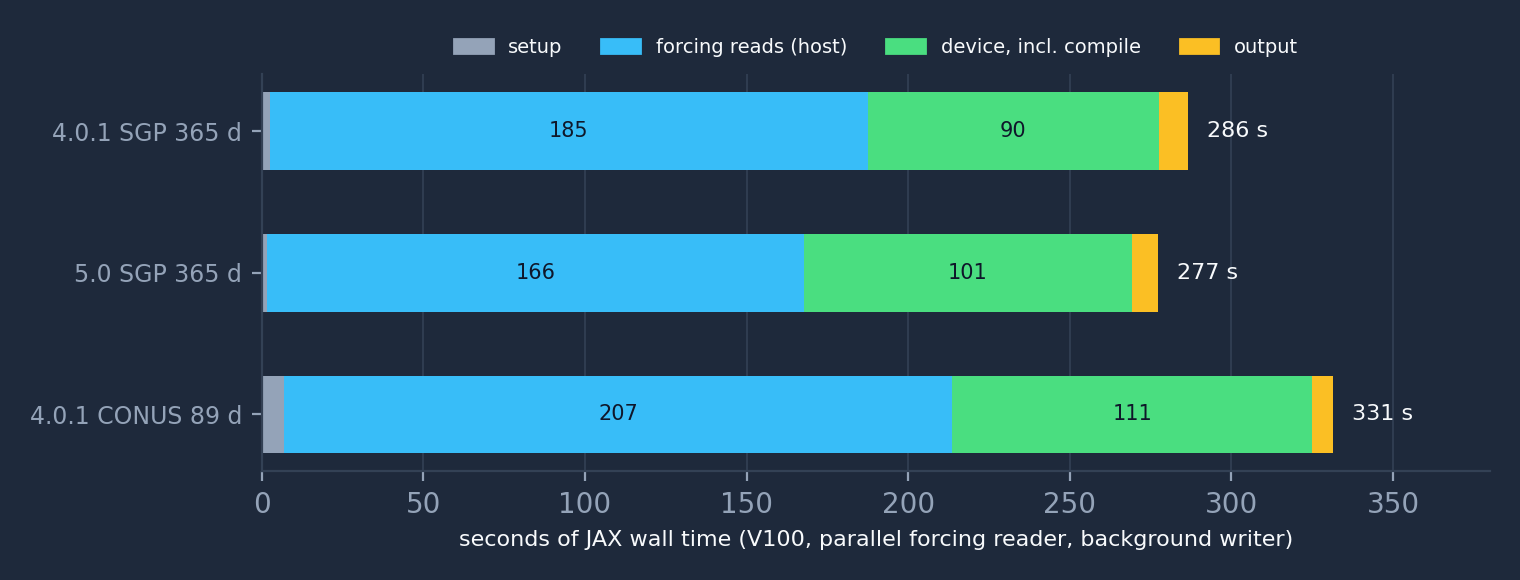 setup forcing reads (host) device, incl. compile output
4.0.1 SGP 365 d 185 90 286 s
5.0 SGP 365 d 166 101 277 s
4.0.1 CONUS 89 d 207 111 331 s
0 50 100 150 200 250 300 350
seconds of JAX wall time (V100, parallel forcing reader, background writer)